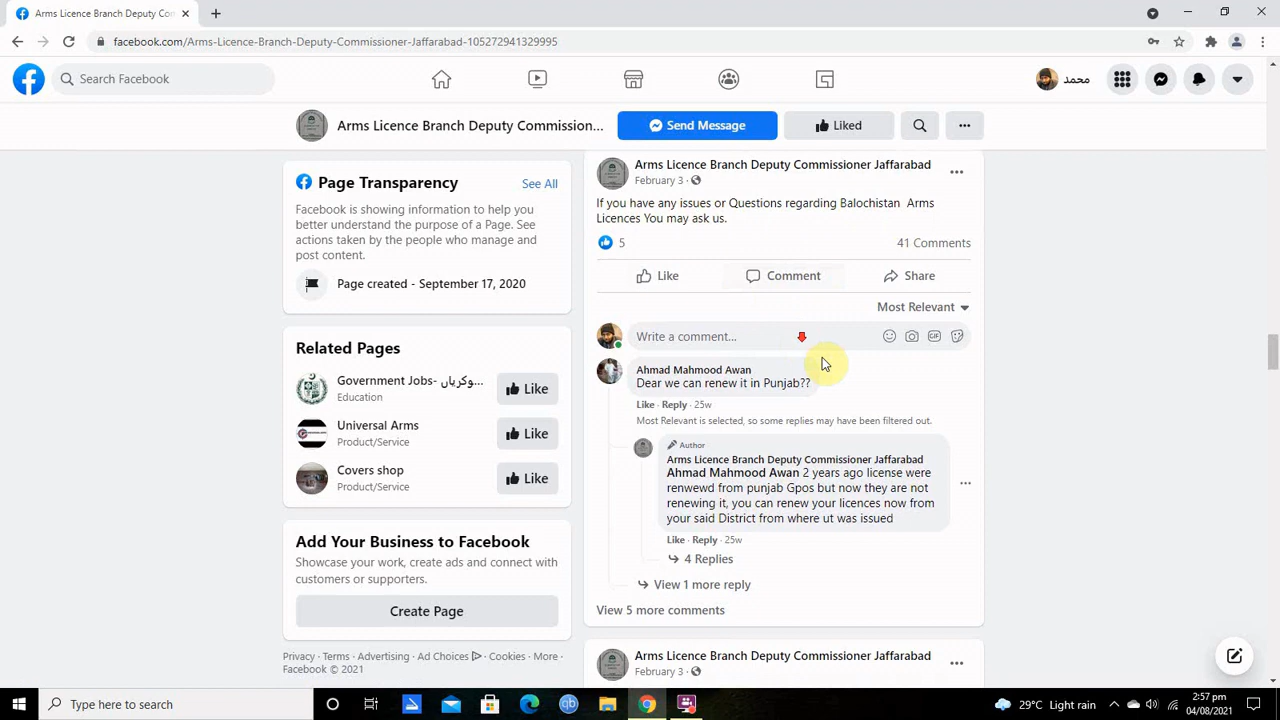 Arms Licence Branch Deputy Co
facebook.com/Arms-Licence-Branch-Deputy-Commissioner-Jaffarabad-105272941329995
Search Facebook
محمد
Arms Licence Branch Deputy Commission...
Send Message
Liked
Page Transparency
See All
Facebook is showing information to help you
better understand the purpose of a Page. See
actions taken by the people who manage and
post content.
Page created - September 17, 2020
Related Pages
Government Jobs- وکریاں...
Education
Like
Universal Arms
Product/Service
Like
Covers shop
Product/Service
Like
Add Your Business to Facebook
Showcase your work, create ads and connect with
customers or supporters.
Create Page
Privacy · Terms · Advertising · Ad Choices · Cookies · More ·
Facebook © 2021
Arms Licence Branch Deputy Commissioner Jaffarabad
February 3 ·
If you have any issues or Questions regarding Balochistan Arms
Licences You may ask us.
5
41 Comments
Like
Comment
Share
Most Relevant
Write a comment...
GIF
Ahmad Mahmood Awan
Dear we can renew it in Punjab??
Like · Reply · 25w
Most Relevant is selected, so some replies may have been filtered out.
Author
Arms Licence Branch Deputy Commissioner Jaffarabad
Ahmad Mahmood Awan 2 years ago license were
renwewd from punjab Gpos but now they are not
renewing it, you can renew your licences now from
your said District from where ut was issued
Like · Reply · 25w
4 Replies
View 1 more reply
View 5 more comments
Arms Licence Branch Deputy Commissioner Jaffarabad
February 3 ·
Type here to search
29°C Light rain
2:57 pm
04/08/2021